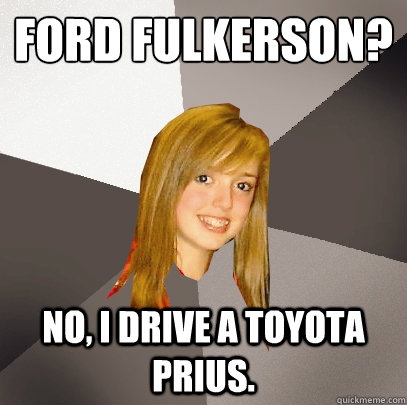 FORD FULKERSON?
NO, I DRIVE A TOYOTA
PRIUS.
quickmeme.com